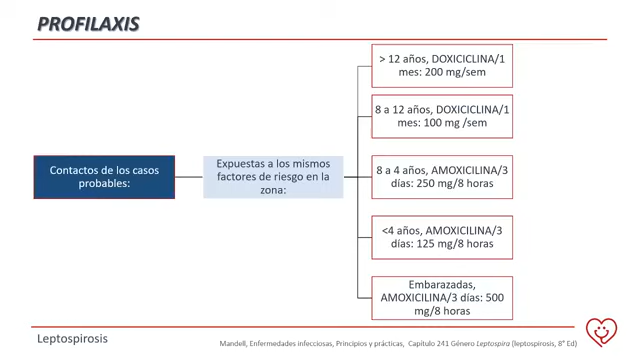 PROFILAXIS
Contactos de los casos
probables:
Expuestas a los mismos
factores de riesgo en la
zona:
> 12 años, DOXICICLINA/1
mes: 200 mg/sem
8 a 12 años, DOXICICLINA/1
mes: 100 mg /sem
8 a 4 años, AMOXICILINA/3
días: 250 mg/8 horas
<4 años, AMOXICILINA/3
días: 125 mg/8 horas
Embarazadas,
AMOXICILINA/3 días: 500
mg/8 horas
Leptospirosis
Mandell, Enfermedades infecciosas, Principios y prácticas, Capitulo 241 Género Leptospira (leptospirosis, 8° Ed)